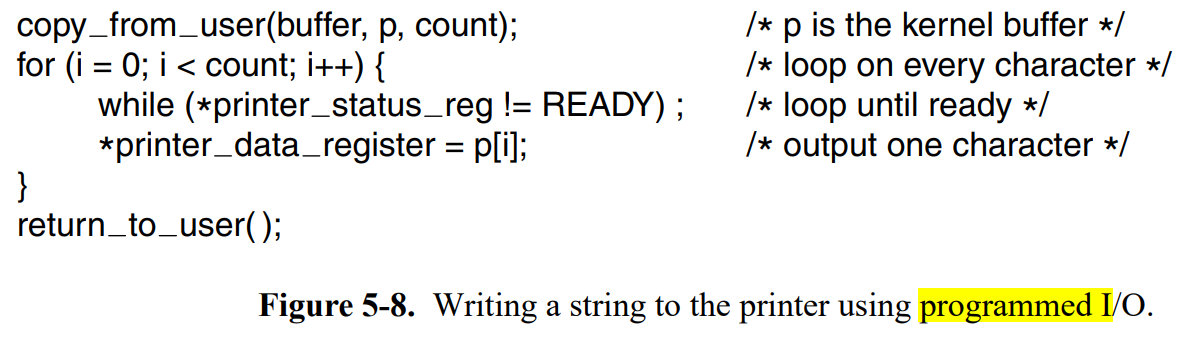 copy_from_user(buffer, p, count); /* p is the kernel buffer */
for (i = 0; i < count; i++) { /* loop on every character */
while (*printer_status_reg != READY) ; /* loop until ready */
*printer_data_register = p[i]; /* output one character */
}
return_to_user( );
Figure 5-8. Writing a string to the printer using programmed I/O.